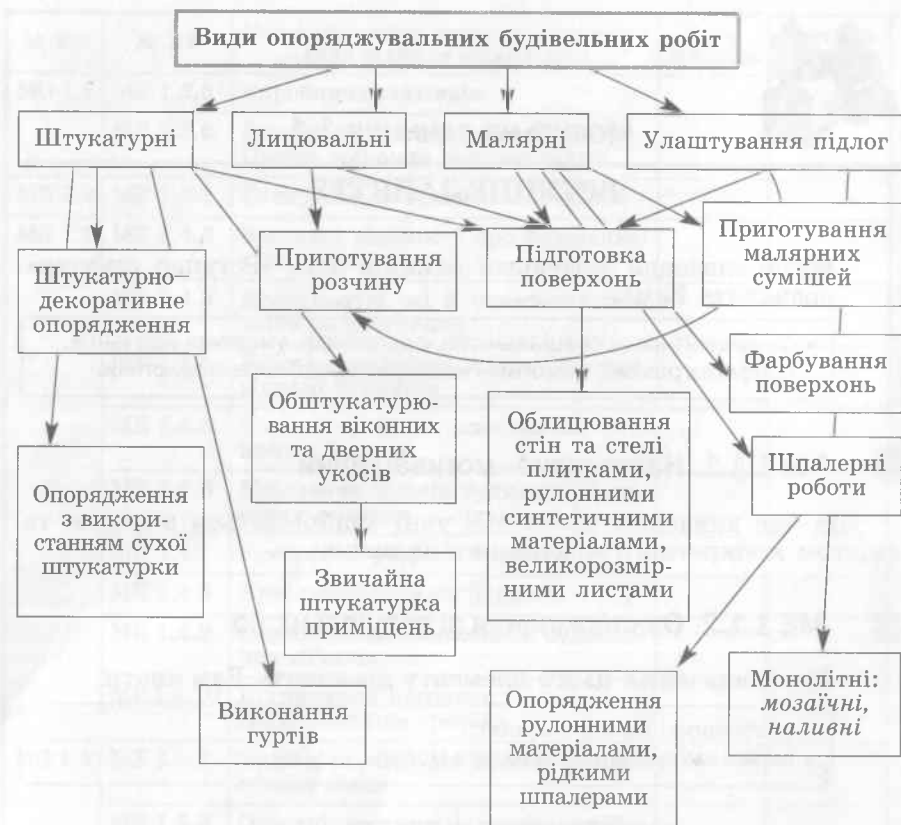 Види опоряджувальних будівельних робіт
Штукатурні
Лицювальні
Малярні
Улаштування підлог
Штукатурно-
декоративне
опорядження
Приготування
розчину
Підготовка
поверхонь
Приготування
малярних
сумішей
Фарбування
поверхонь
Обштукатурю-
вання віконних
та дверних
укосів
Облицювання
стін та стелі
плитками,
рулонними
синтетичними
матеріалами,
великорозмір-
ними листами
Шпалерні
роботи
Опорядження
з викори-
станням сухої
штукатурки
Звичайна
штукатурка
приміщень
Виконання
гуртів
Опорядження
рулонними
матеріалами,
рідкими
шпалерами
Монолітні:
мозаїчні,
наливні